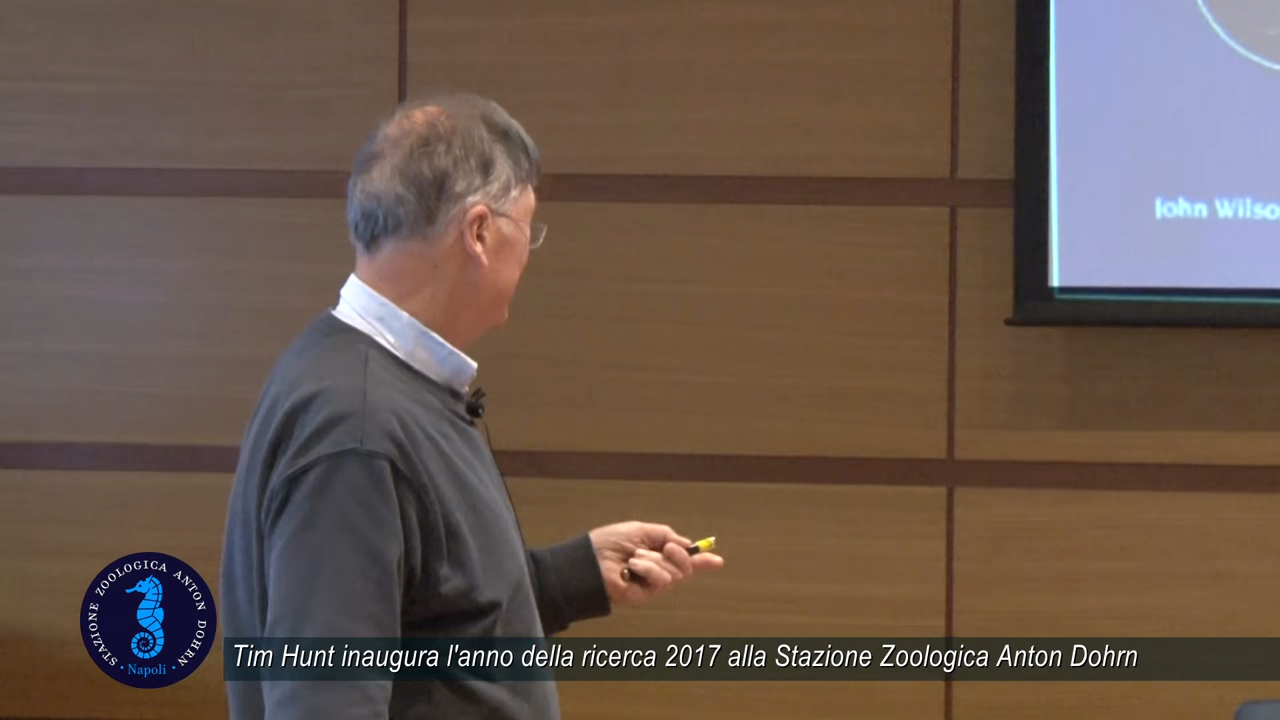 John Wilso
STAZIONE ZOOLOGICA ANTON DOHRN
Napoli
Tim Hunt inaugura l'anno della ricerca 2017 alla Stazione Zoologica Anton Dohrn